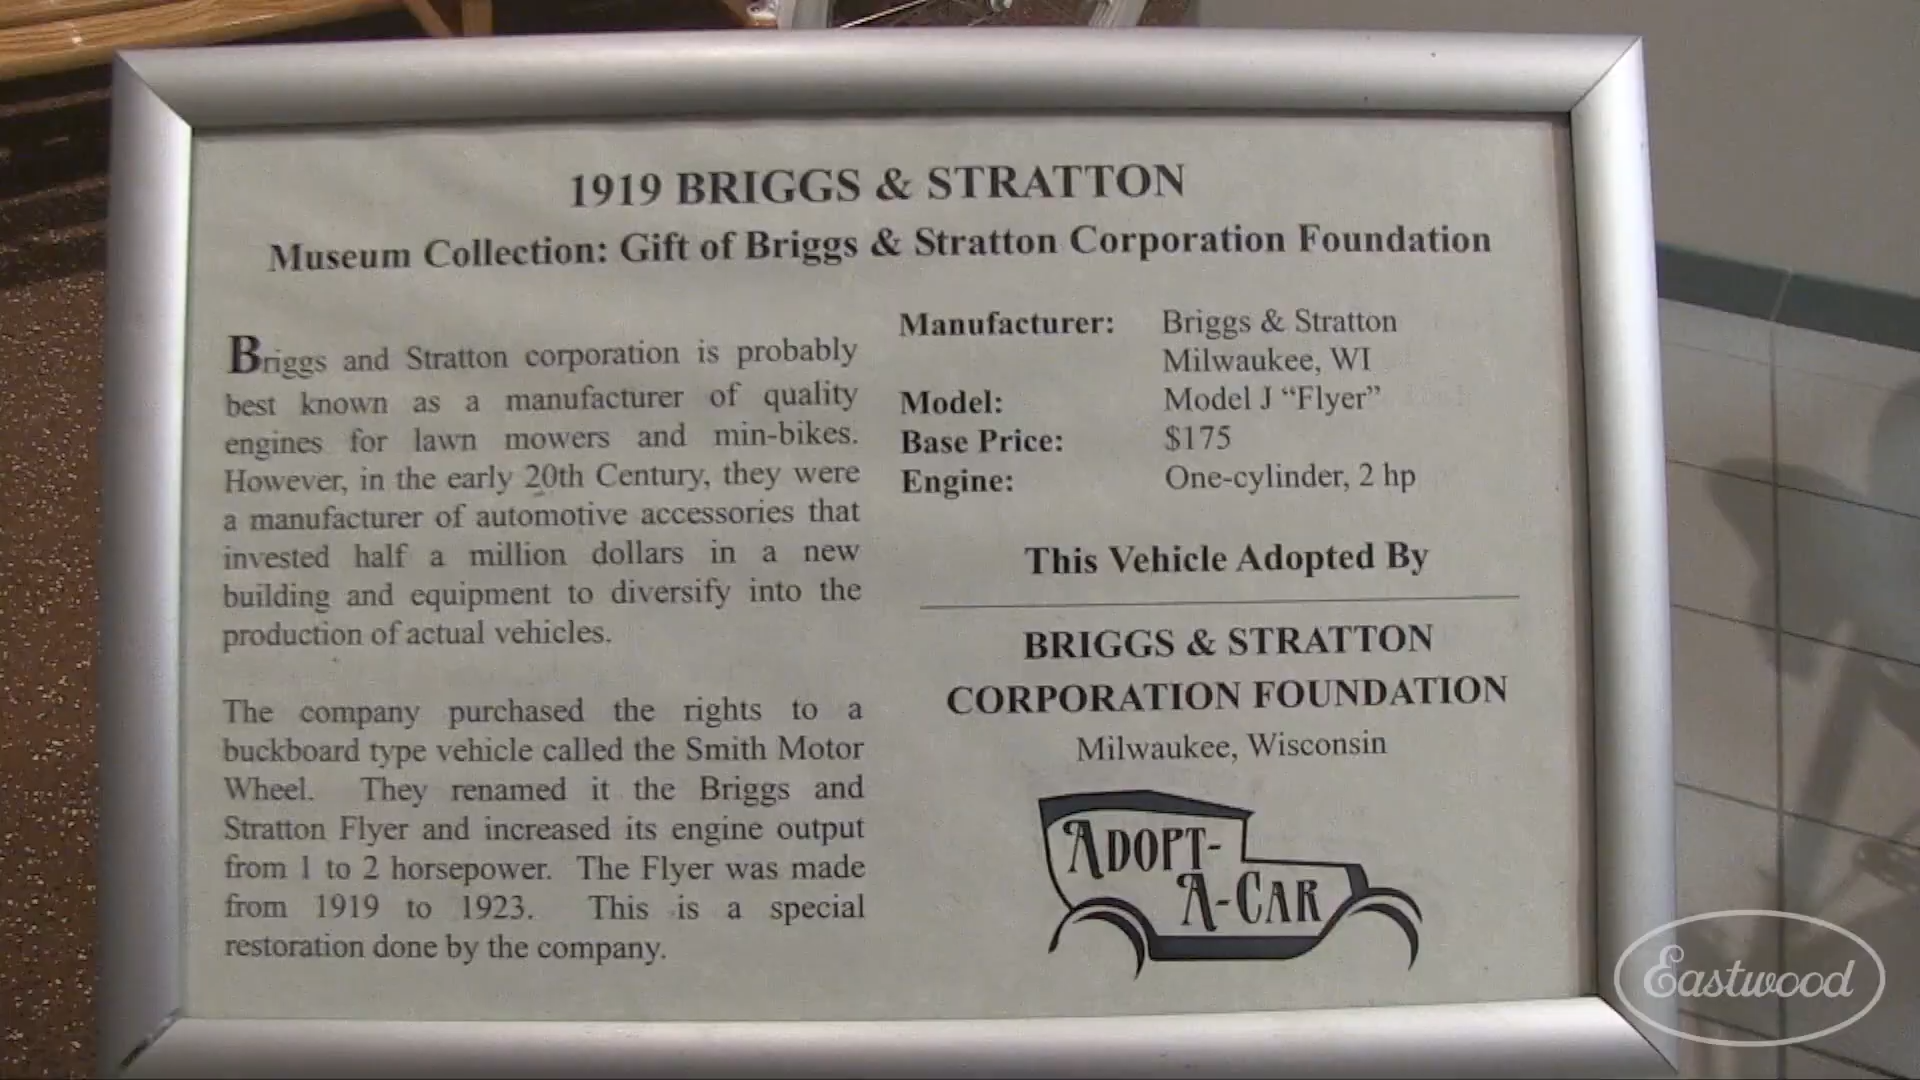 1919 BRIGGS & STRATTON
Museum Collection: Gift of Briggs & Stratton Corporation Foundation
Briggs and Stratton corporation is probably
best known as a manufacturer of quality
engines for lawn mowers and min-bikes.
However, in the early 20th Century, they were
a manufacturer of automotive accessories that
invested half a million dollars in a new
building and equipment to diversify into the
production of actual vehicles.
The company purchased the rights to a
buckboard type vehicle called the Smith Motor
Wheel. They renamed it the Briggs and
Stratton Flyer and increased its engine output
from 1 to 2 horsepower. The Flyer was made
from 1919 to 1923. This is a special
restoration done by the company.
Manufacturer: Briggs & Stratton
Milwaukee, WI
Model: Model J “Flyer”
Base Price: $175
Engine: One-cylinder, 2 hp
This Vehicle Adopted By
BRIGGS & STRATTON
CORPORATION FOUNDATION
Milwaukee, Wisconsin
ADOPT-
A-CAR
Eastwood